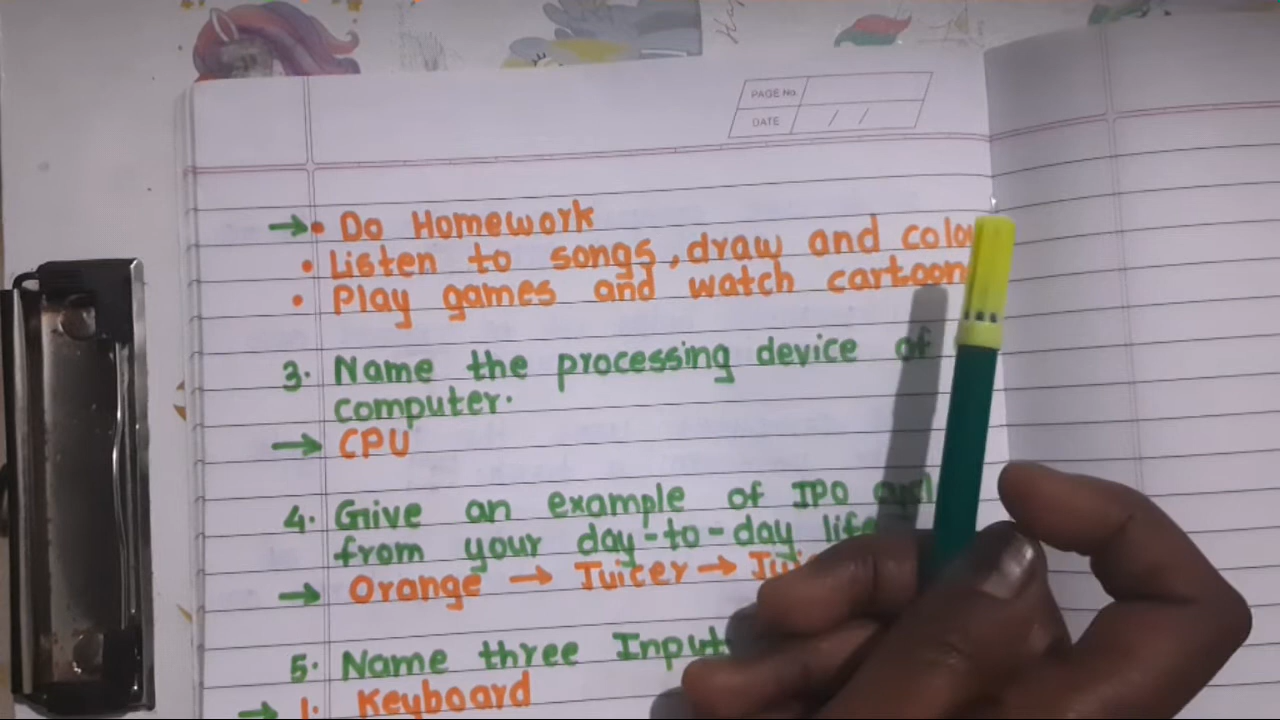 PAGE No.
DATE / /
→ • Do Homework
• Listen to songs, draw and
• Play games and watch
3. Name the processing device of
computer.
→ CPU
4. Give an example of IPO
from your day-to-day
→ Orange → Juicer →
5. Name three Input
→ 1. Keyboard